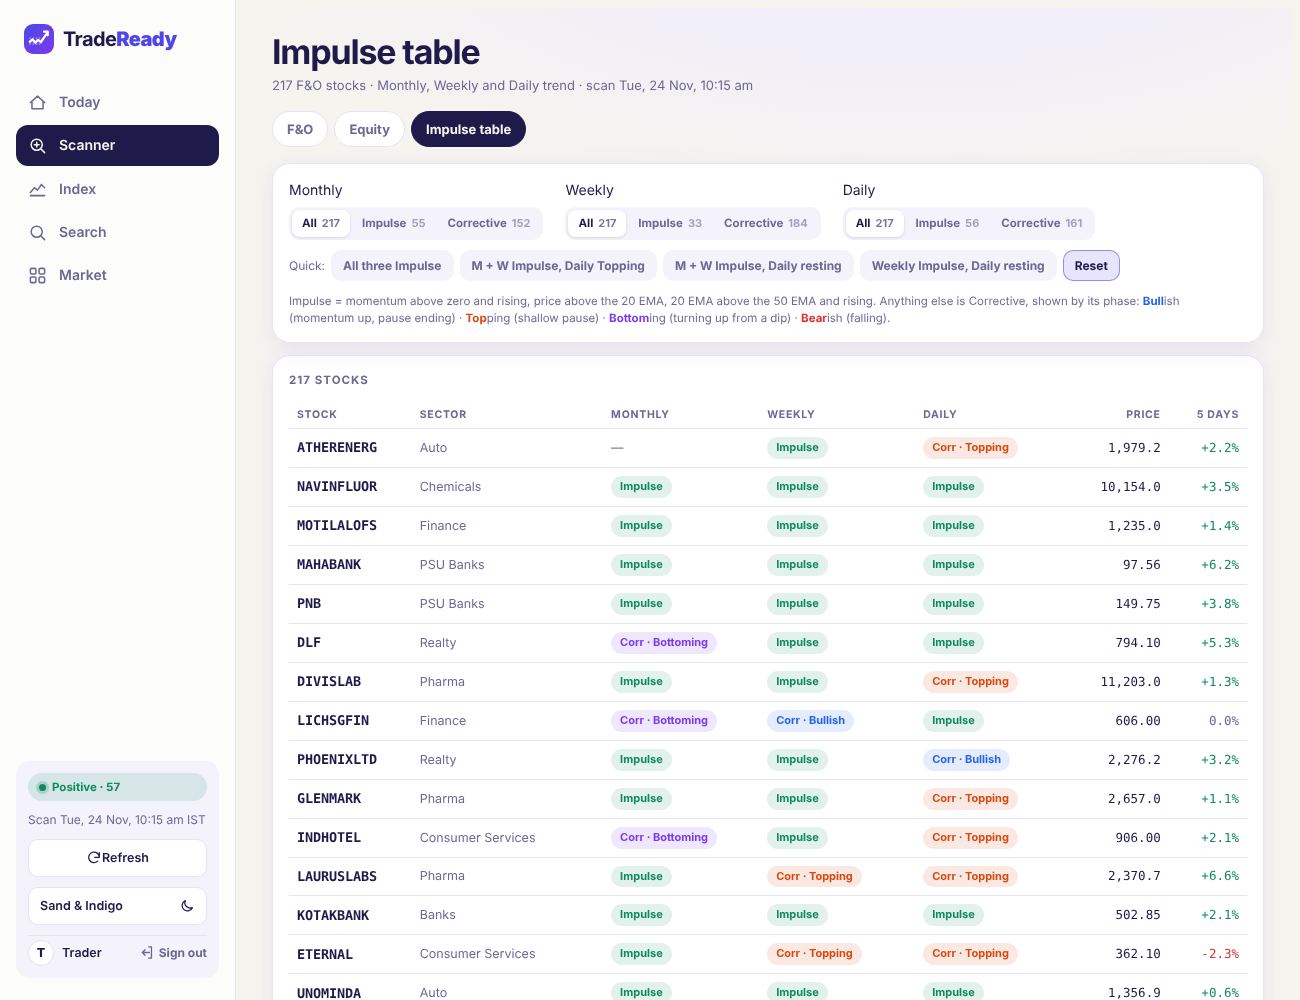 TradeReady
Today
Scanner
Index
Search
Market
Positive · 57
Scan Tue, 24 Nov, 10:15 am IST
Refresh
Sand & Indigo
T Trader Sign out
Impulse table
217 F&O stocks · Monthly, Weekly and Daily trend · scan Tue, 24 Nov, 10:15 am
F&O Equity Impulse table
Monthly Weekly Daily
All 217 Impulse 55 Corrective 152 All 217 Impulse 33 Corrective 184 All 217 Impulse 56 Corrective 161
Quick: All three Impulse M + W Impulse, Daily Topping M + W Impulse, Daily resting Weekly Impulse, Daily resting Reset
Impulse = momentum above zero and rising, price above the 20 EMA, 20 EMA above the 50 EMA and rising. Anything else is Corrective, shown by its phase: Bullish
(momentum up, pause ending) · Topping (shallow pause) · Bottoming (turning up from a dip) · Bearish (falling).
217 STOCKS
STOCK SECTOR MONTHLY WEEKLY DAILY PRICE 5 DAYS
ATHERENERG Auto — Impulse Corr · Topping 1,979.2 +2.2%
NAVINFLUOR Chemicals Impulse Impulse Impulse 10,154.0 +3.5%
MOTILALOFS Finance Impulse Impulse Impulse 1,235.0 +1.4%
MAHABANK PSU Banks Impulse Impulse Impulse 97.56 +6.2%
PNB PSU Banks Impulse Impulse Impulse 149.75 +3.8%
DLF Realty Corr · Bottoming Impulse Impulse 794.10 +5.3%
DIVISLAB Pharma Impulse Impulse Corr · Topping 11,203.0 +1.3%
LICHSGFIN Finance Corr · Bottoming Corr · Bullish Impulse 606.00 0.0%
PHOENIXLTD Realty Impulse Impulse Corr · Bullish 2,276.2 +3.2%
GLENMARK Pharma Impulse Impulse Corr · Topping 2,657.0 +1.1%
INDHOTEL Consumer Services Corr · Bottoming Impulse Corr · Topping 906.00 +2.1%
LAURUSLABS Pharma Impulse Corr · Topping Corr · Topping 2,370.7 +6.6%
KOTAKBANK Banks Impulse Impulse Impulse 502.85 +2.1%
ETERNAL Consumer Services Impulse Corr · Topping Corr · Topping 362.10 -2.3%
UNOMINDA Auto Impulse Impulse Impulse 1,356.9 +0.6%